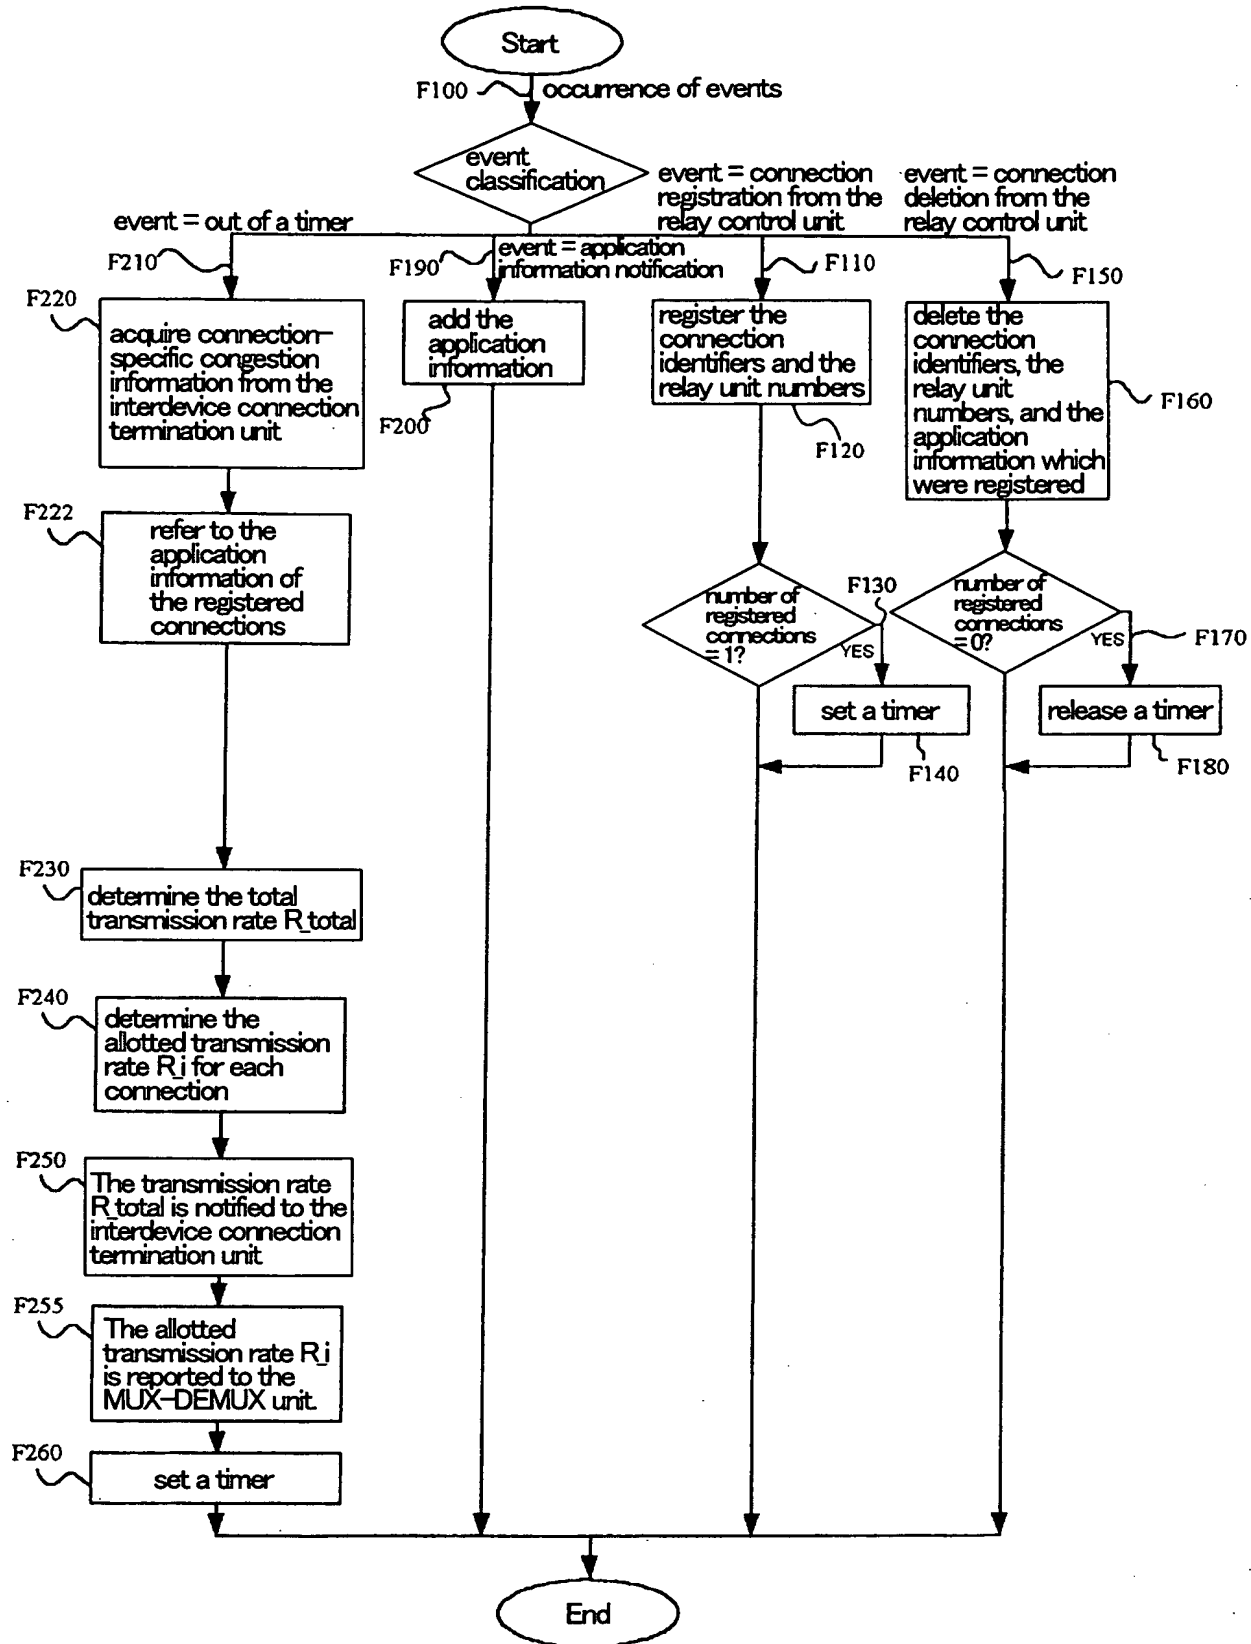 Start
F100
occurrence of events
event
classification
event = connection
registration from the
relay control unit
event = connection
deletion from the
relay control unit
event = out of a timer
F210
F190
event = application
information notification
F110
F150
F220
acquire connection-
specific congestion
information from the
interdevice connection
termination unit
add the
application
information
F200
register the
connection
identifiers and the
relay unit numbers
F120
delete the
connection
identifiers, the
relay unit
numbers, and the
application
information which
were registered
F160
F222
refer to the
application
information of
the registered
connections
number of
registered
connections
= 1?
F130
YES
number of
registered
connections
= 0?
YES
F170
set a timer
F140
release a timer
F180
F230
determine the total
transmission rate R_total
F240
determine the
allotted transmission
rate R_i for each
connection
F250
The transmission rate
R_total is notified to the
interdevice connection
termination unit
F255
The allotted
transmission rate R_i
is reported to the
MUX-DEMUX unit.
F260
set a timer
End